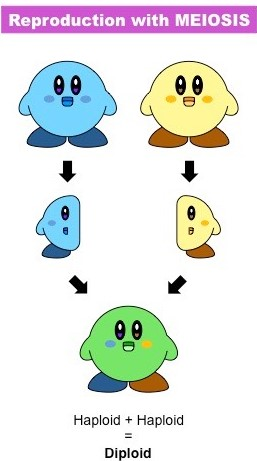 Reproduction with MEIOSIS
Haploid + Haploid
=
Diploid